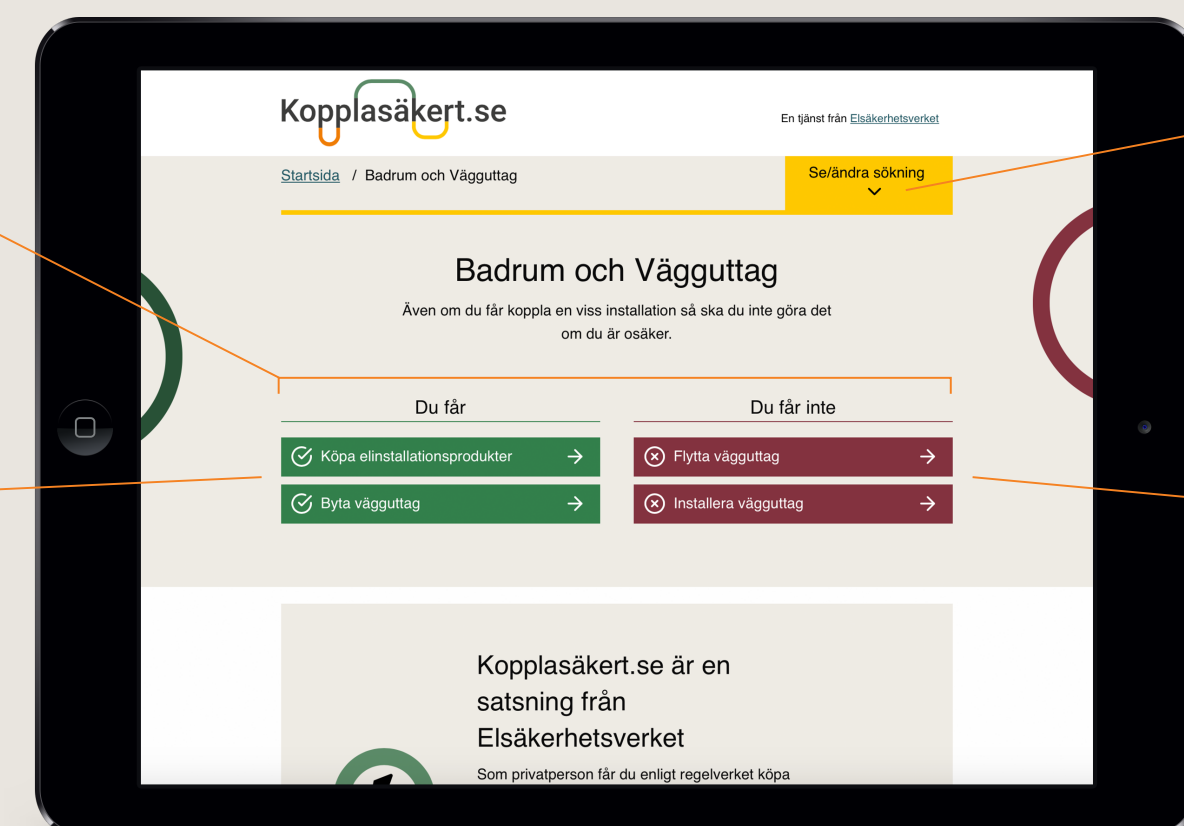 Kopplasäkert.se
En tjänst från Elsäkerhetsverket
Startsida / Badrum och Vägguttag
Se/ändra sökning
Badrum och Vägguttag
Även om du får koppla en viss installation så ska du inte göra det
om du är osäker.
Du får
Köpa elinstallationsprodukter
Byta vägguttag
Du får inte
Flytta vägguttag
Installera vägguttag
Kopplasäkert.se är en
satsning från
Elsäkerhetsverket
Som privatperson får du enligt regelverket köpa